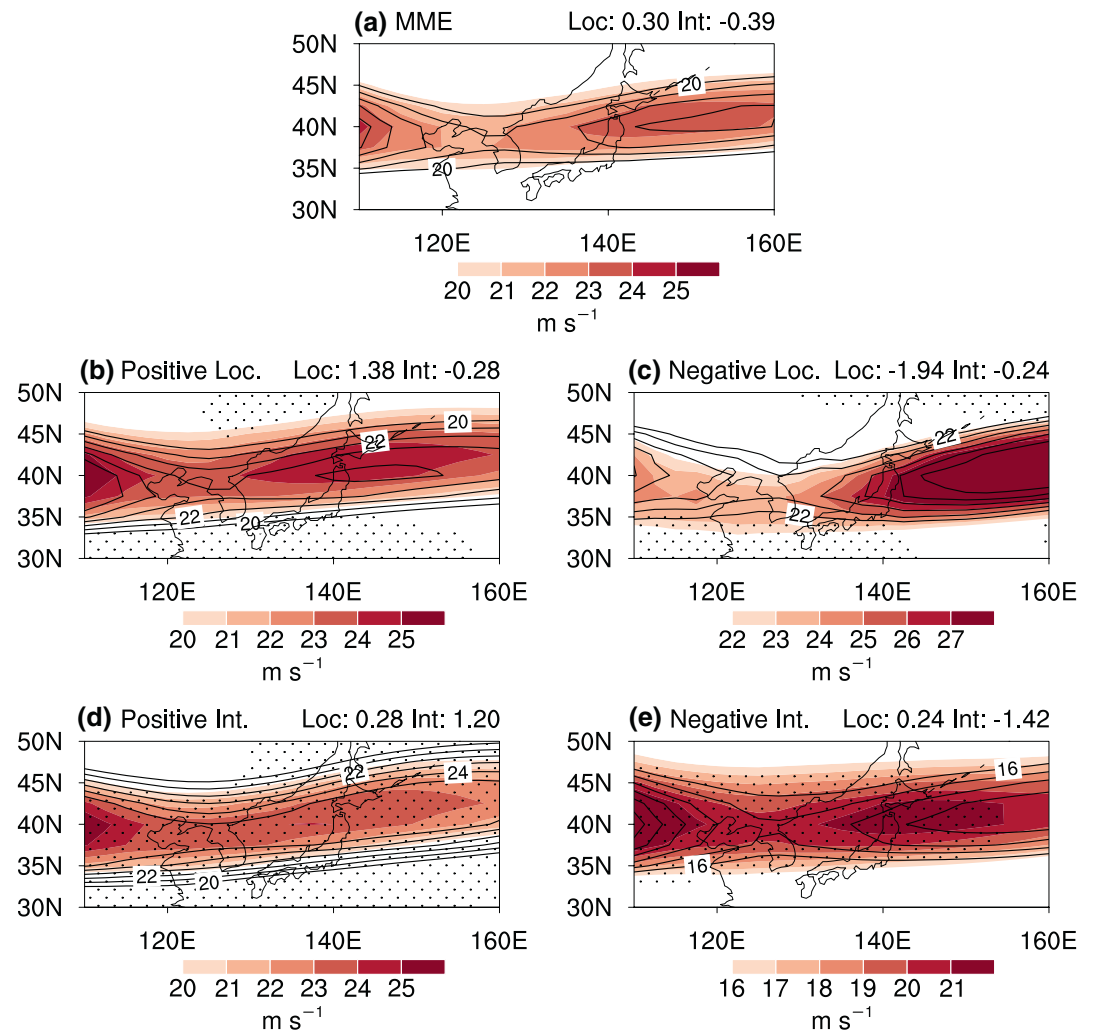 (a) MME Loc: 0.30 Int: -0.39
50N
45N
40N
35N
30N
20
20
120E 140E 160E
20 21 22 23 24 25
m s⁻¹
(b) Positive Loc. Loc: 1.38 Int: -0.28
50N
45N
40N
35N
30N
20
22
22
20
120E 140E 160E
20 21 22 23 24 25
m s⁻¹
(c) Negative Loc. Loc: -1.94 Int: -0.24
50N
45N
40N
35N
30N
22
22
120E 140E 160E
22 23 24 25 26 27
m s⁻¹
(d) Positive Int. Loc: 0.28 Int: 1.20
50N
45N
40N
35N
30N
22
24
22
20
120E 140E 160E
20 21 22 23 24 25
m s⁻¹
(e) Negative Int. Loc: 0.24 Int: -1.42
50N
45N
40N
35N
30N
16
16
120E 140E 160E
16 17 18 19 20 21
m s⁻¹